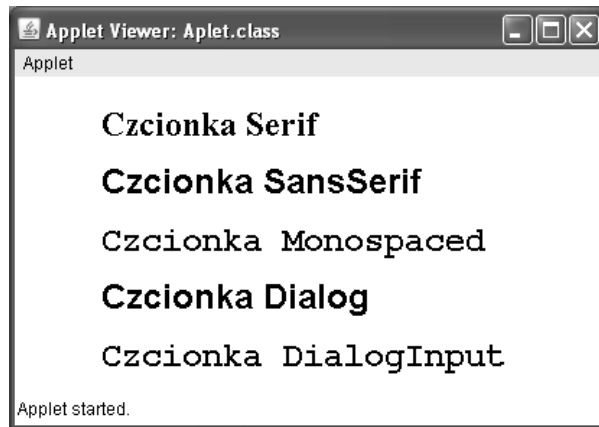 Applet Viewer: Aplet.class
Applet
Czcionka Serif
Czcionka SansSerif
Czcionka Monospaced
Czcionka Dialog
Czcionka DialogInput
Applet started.